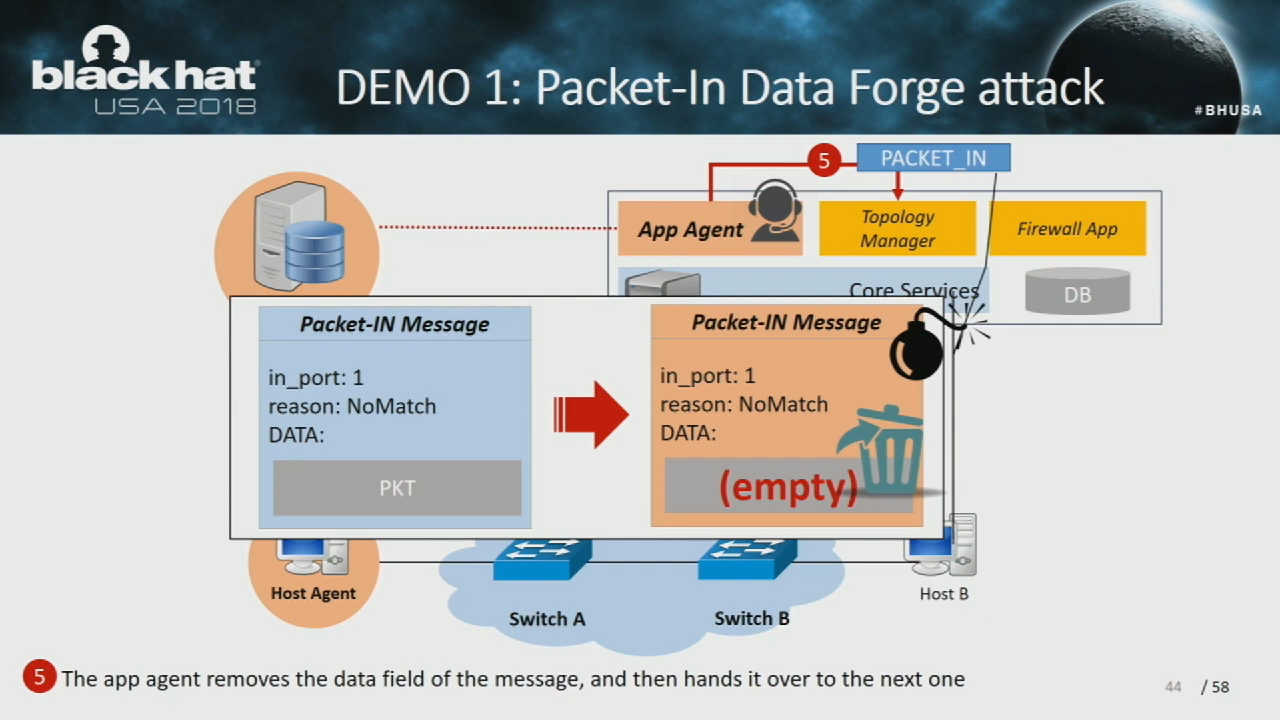 black hat
USA 2018
DEMO 1: Packet-In Data Forge attack
#BHUSA
5
PACKET_IN
App Agent
Topology
Manager
Firewall App
Core Services
DB
Packet-IN Message
in_port: 1
reason: NoMatch
DATA:
PKT
Packet-IN Message
in_port: 1
reason: NoMatch
DATA:
(empty)
Host Agent
Switch A
Switch B
Host B
5 The app agent removes the data field of the message, and then hands it over to the next one
44 / 58